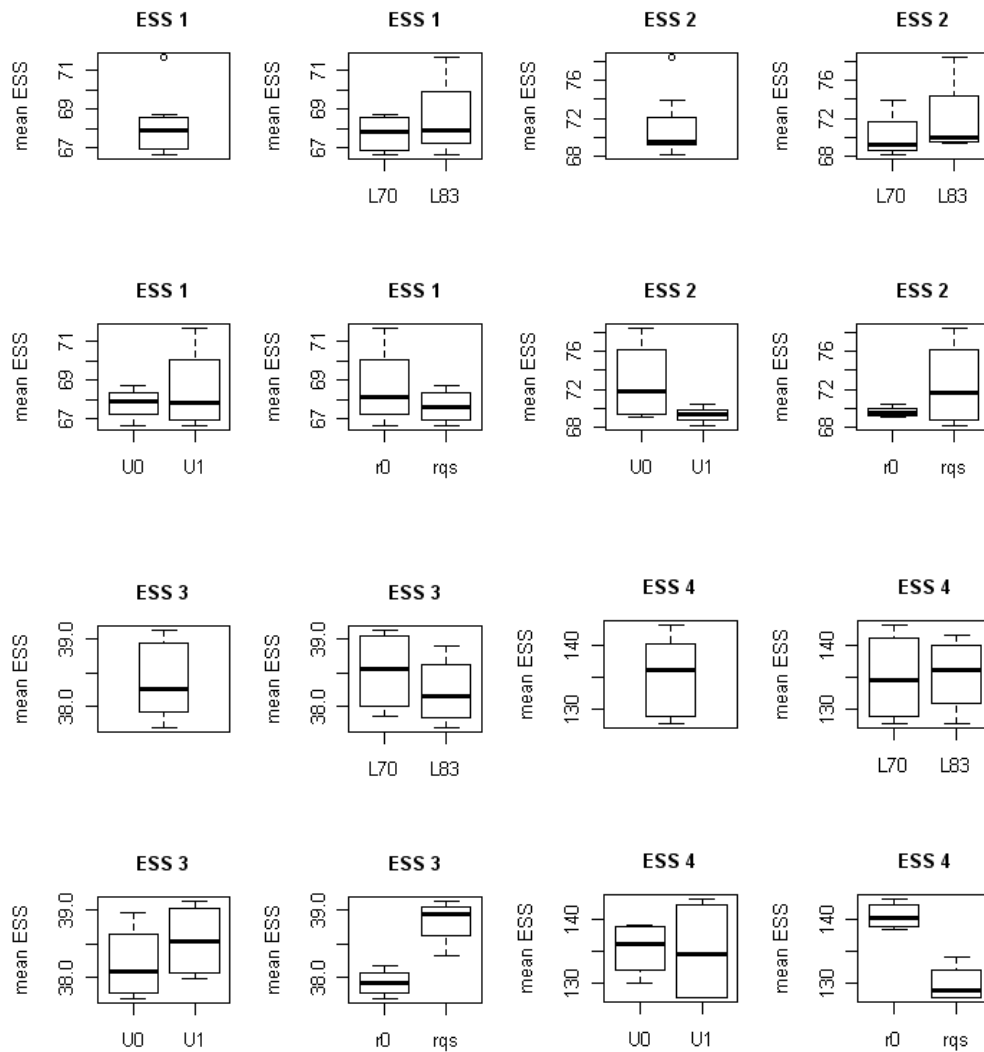 ESS 1 ESS 1 ESS 2 ESS 2
mean ESS 67 69 71 mean ESS 67 69 71 mean ESS 68 72 76 mean ESS 68 72 76
L70 L83 L70 L83
ESS 1 ESS 1 ESS 2 ESS 2
mean ESS 67 69 71 mean ESS 67 69 71 mean ESS 68 72 76 mean ESS 68 72 76
U0 U1 r0 rqs U0 U1 r0 rqs
ESS 3 ESS 3 ESS 4 ESS 4
mean ESS 38.0 39.0 mean ESS 38.0 39.0 mean ESS 130 140 mean ESS 130 140
L70 L83 L70 L83
ESS 3 ESS 3 ESS 4 ESS 4
mean ESS 38.0 39.0 mean ESS 38.0 39.0 mean ESS 130 140 mean ESS 130 140
U0 U1 r0 rqs U0 U1 r0 rqs